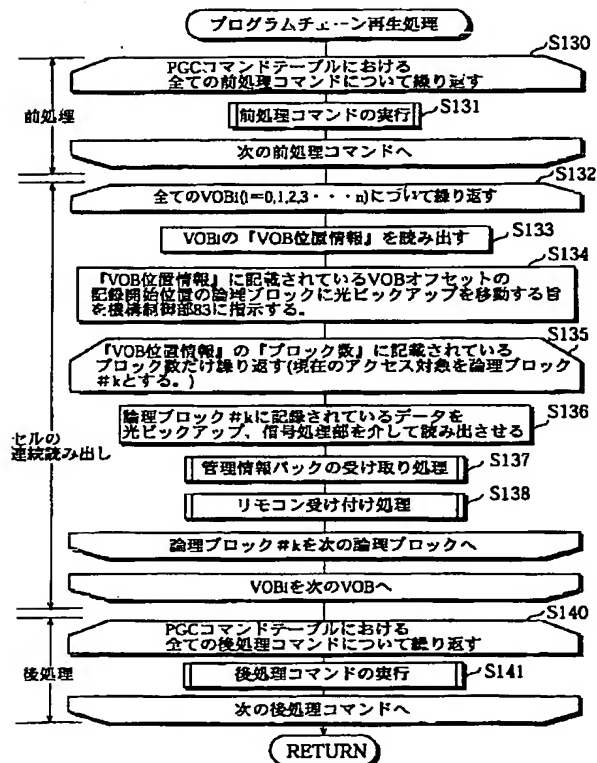 プログラムチェーン再生処理
S130
PGCコマンドテーブルにおける
全ての前処理コマンドについて繰り返す
前処理
前処理コマンドの実行
S131
次の前処理コマンドへ
S132
全てのVOBi(i=0,1,2,3・・・n)について繰り返す
VOBiの『VOB位置情報』を読み出す
S133
S134
『VOB位置情報』に記載されているVOBオフセットの
記録開始位置の論理ブロックに光ピックアップを移動する旨
を機構制御部83に指示する。
S135
『VOB位置情報』の『ブロック数』に記載されている
ブロック数だけ繰り返す(現在のアクセス対象を論理ブロック
#kとする。)
S136
論理ブロック#kに記録されているデータを
光ピックアップ、信号処理部を介して読み出させる
セルの
連続読み出し
管理情報パックの受け取り処理
S137
リモコン受け付け処理
S138
論理ブロック#kを次の論理ブロックへ
VOBiを次のVOBへ
S140
PGCコマンドテーブルにおける
全ての後処理コマンドについて繰り返す
後処理
後処理コマンドの実行
S141
次の後処理コマンドへ
RETURN